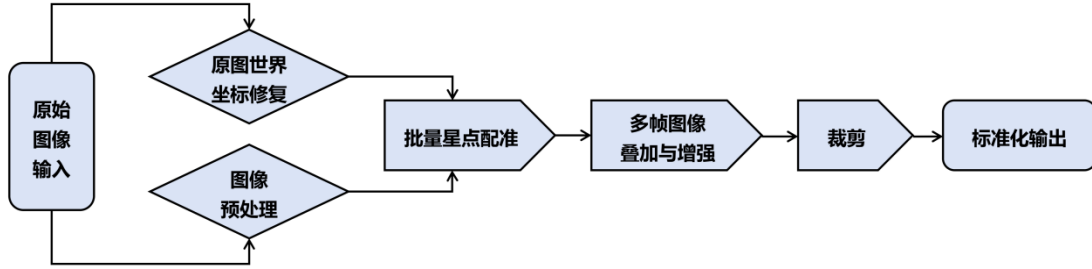 原始
图像
输入
原图世界
坐标修复
图像
预处理
批量星点配准
多帧图像
叠加与增强
裁剪
标准化输出